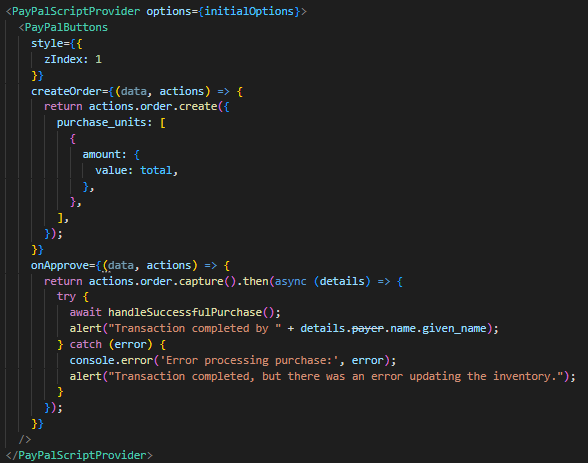 <PayPalScriptProvider options={initialOptions}>
  <PayPalButtons
    style={{
      zIndex: 1
    }}
    createOrder={(data, actions) => {
      return actions.order.create({
        purchase_units: [
          {
            amount: {
              value: total,
            },
          },
        ],
      });
    }}
    onApprove={(data, actions) => {
      return actions.order.capture().then(async (details) => {
        try {
          await handleSuccessfulPurchase();
          alert("Transaction completed by " + details.payer.name.given_name);
        } catch (error) {
          console.error('Error processing purchase:', error);
          alert("Transaction completed, but there was an error updating the inventory.");
        }
      });
    }}
  />
</PayPalScriptProvider>